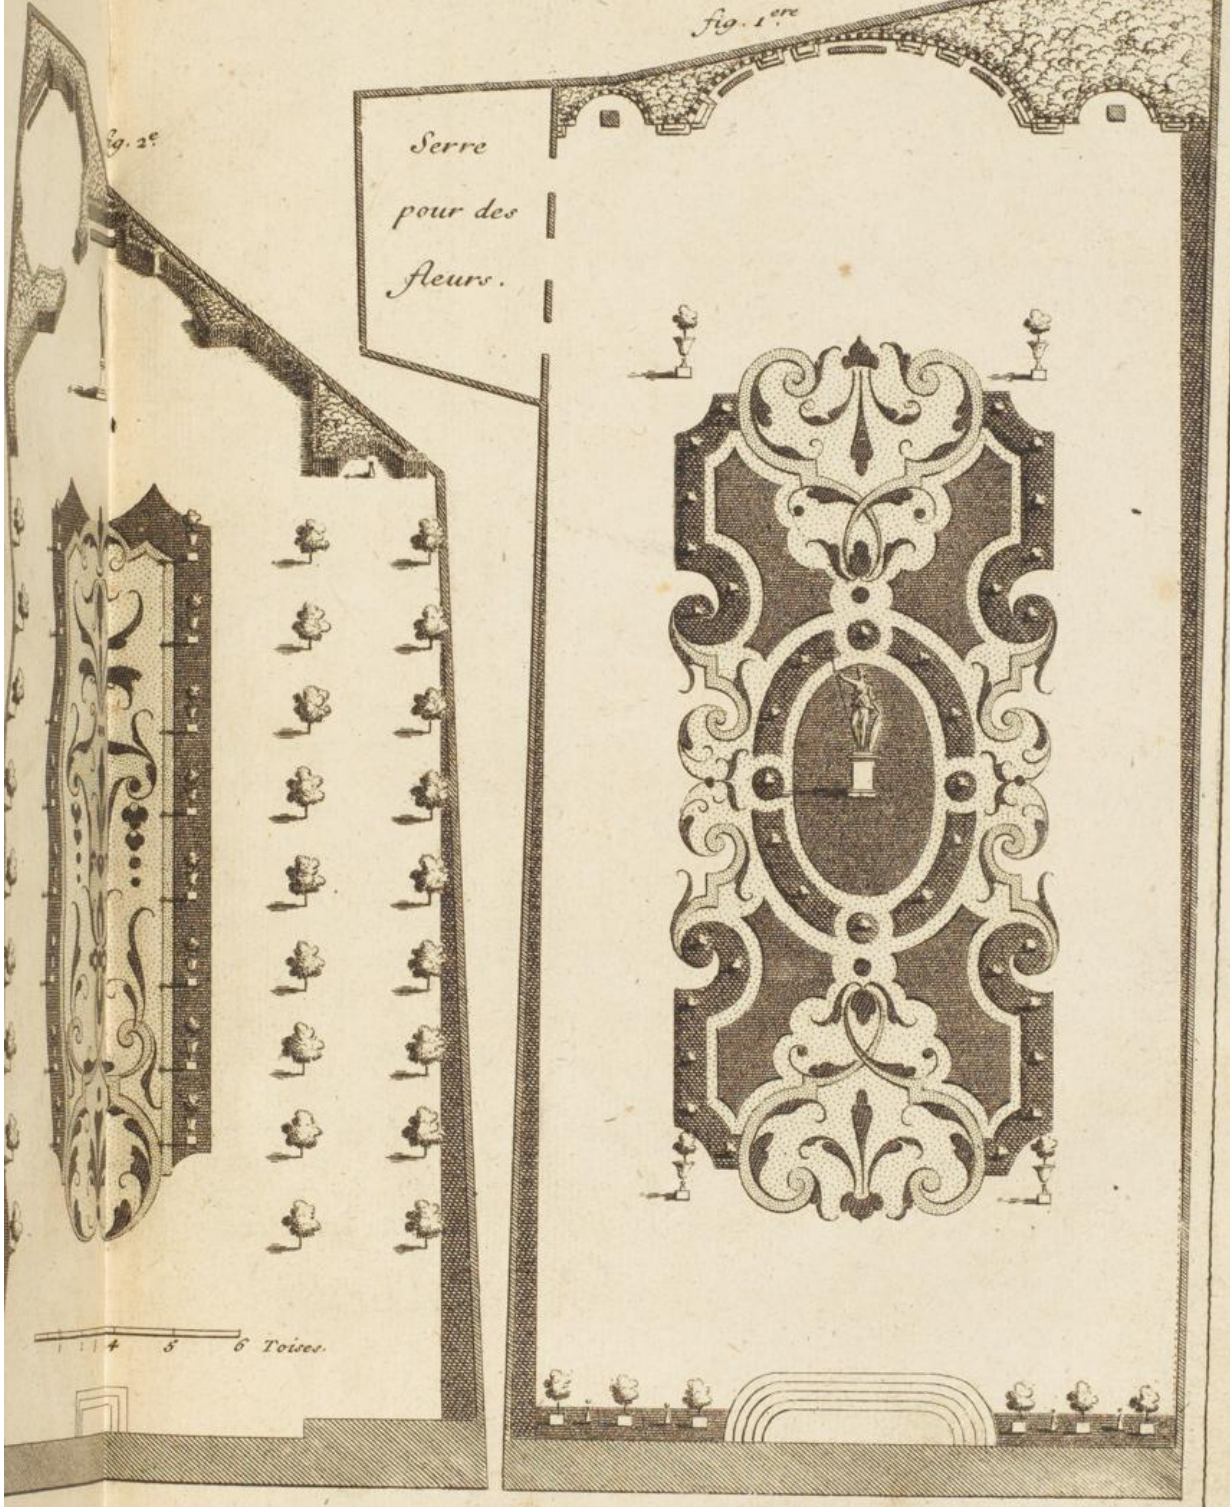 fig. 1.ere
fig. 2.e
Serre
pour des
fleurs.
4 5 6 Toises.